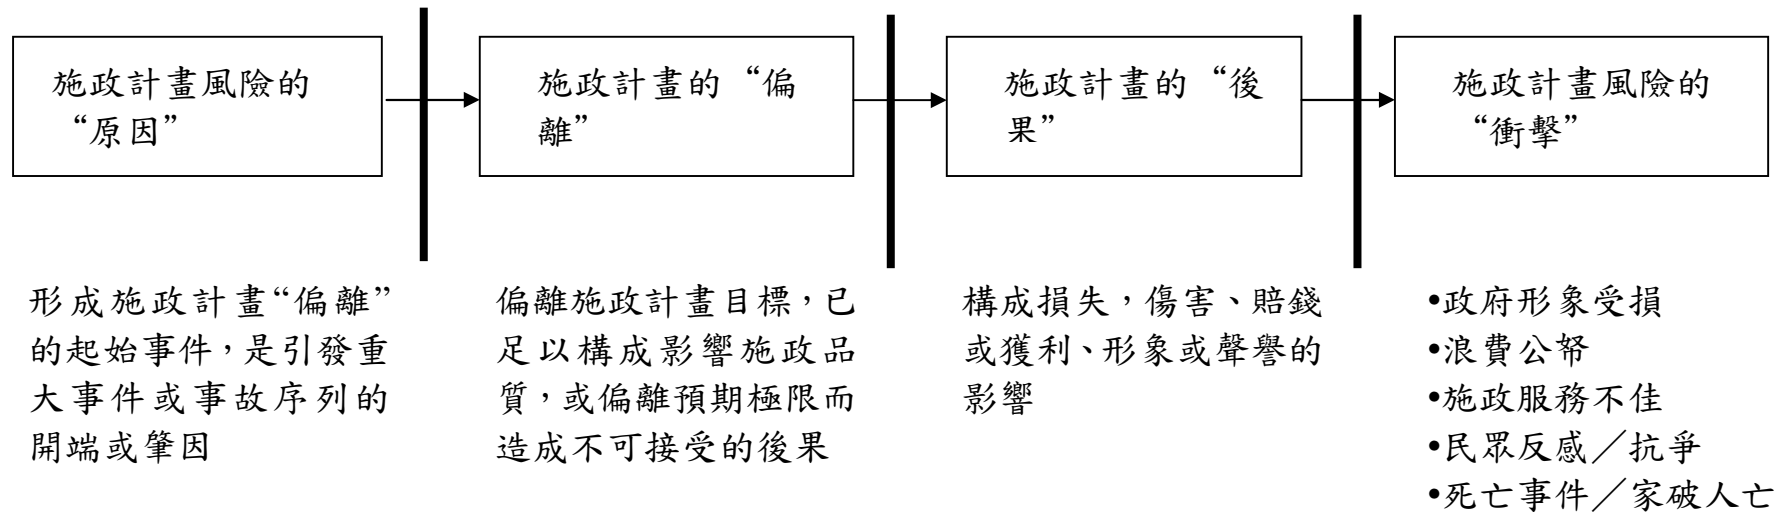 施政計畫風險的
“原因”
施政計畫的“偏
離”
施政計畫的“後
果”
施政計畫風險的
“衝擊”
形成施政計畫“偏離”
的起始事件，是引發重
大事件或事故序列的
開端或肇因
偏離施政計畫目標，已
足以構成影響施政品
質，或偏離預期極限而
造成不可接受的後果
構成損失，傷害、賠錢
或獲利、形象或聲譽的
影響
•政府形象受損
•浪費公帑
•施政服務不佳
•民眾反感／抗爭
•死亡事件／家破人亡